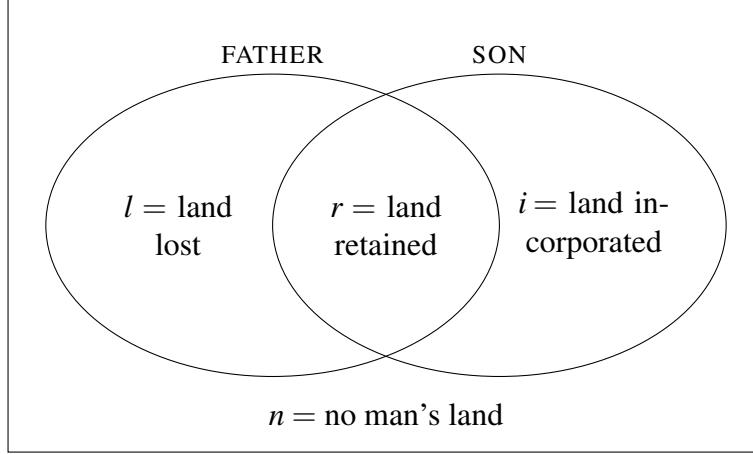 FATHER SON
l = land lost
r = land retained
i = land in-
corporated
n = no man's land